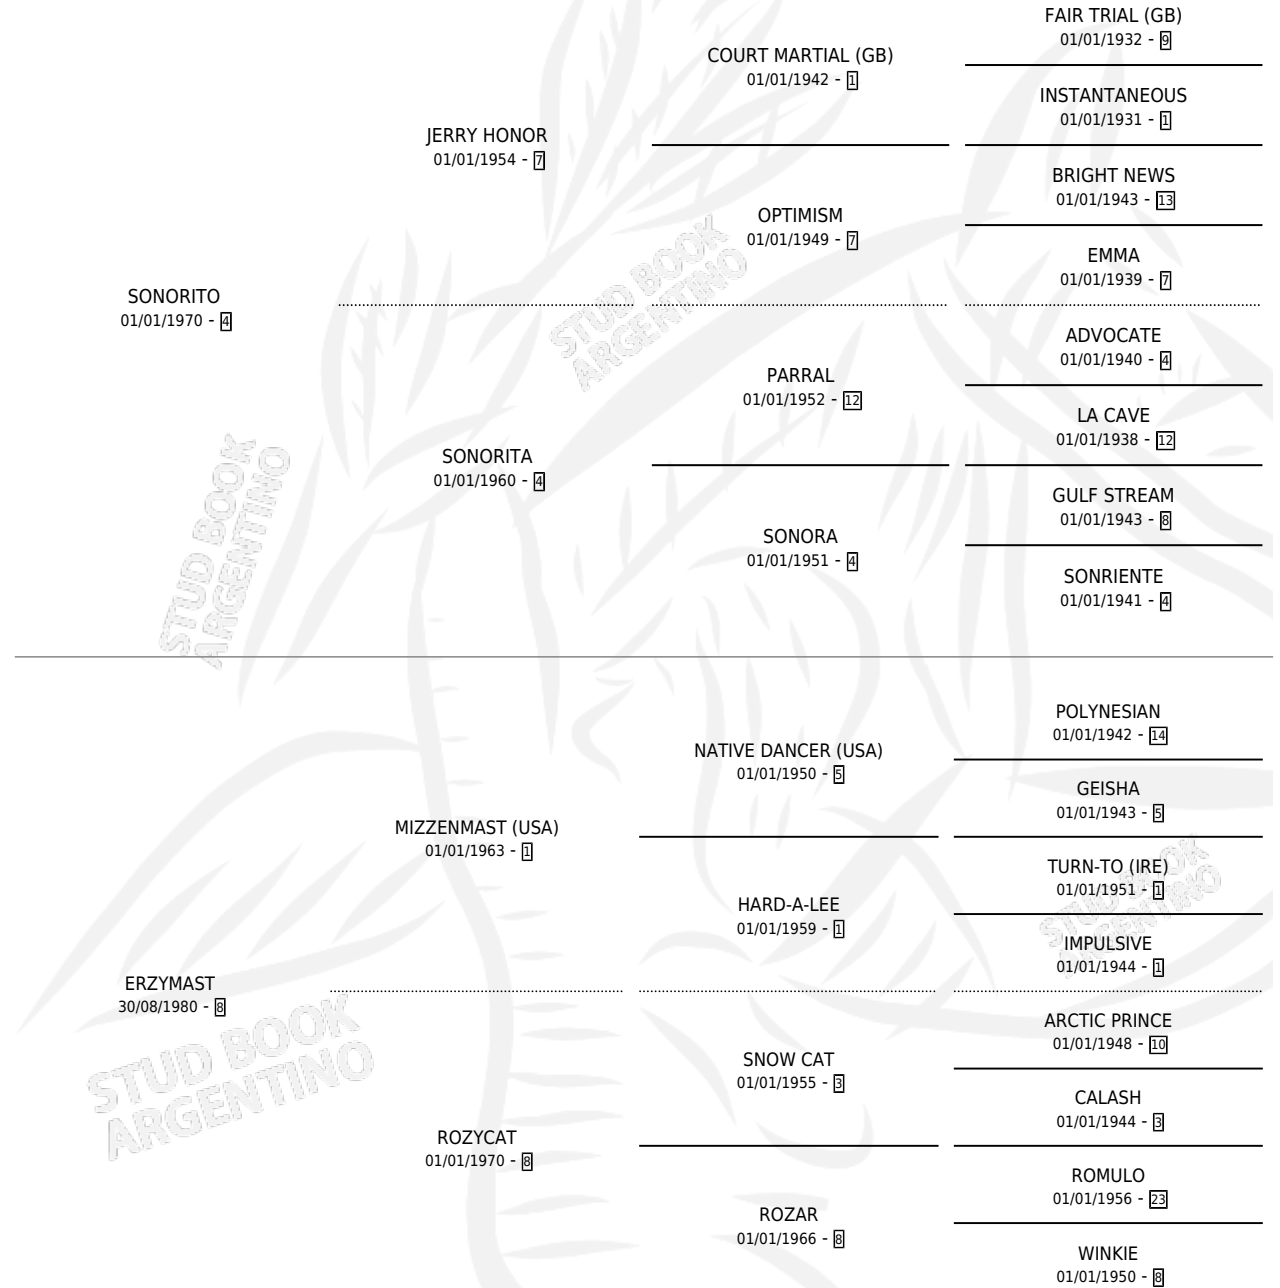 FAIR TRIAL (GB)
01/01/1932 - 9
COURT MARTIAL (GB)
01/01/1942 - 1
INSTANTANEOUS
01/01/1931 - 1
JERRY HONOR
01/01/1954 - 7
BRIGHT NEWS
01/01/1943 - 13
OPTIMISM
01/01/1949 - 7
EMMA
01/01/1939 - 7
SONORITO
01/01/1970 - 4
ADVOCATE
01/01/1940 - 4
PARRAL
01/01/1952 - 12
LA CAVE
01/01/1938 - 12
SONORITA
01/01/1960 - 4
GULF STREAM
01/01/1943 - 8
SONORA
01/01/1951 - 4
SONRIENTE
01/01/1941 - 4
STUD BOOK
ARGENTINO
STUD BOOK
ARGENTINO
POLYNESIAN
01/01/1942 - 14
NATIVE DANCER (USA)
01/01/1950 - 5
GEISHA
01/01/1943 - 5
MIZZENMAST (USA)
01/01/1963 - 1
TURN-TO (IRE)
01/01/1951 - 1
HARD-A-LEE
01/01/1959 - 1
IMPULSIVE
01/01/1944 - 1
ERZYMAST
30/08/1980 - 8
ARCTIC PRINCE
01/01/1948 - 10
SNOW CAT
01/01/1955 - 3
CALASH
01/01/1944 - 3
ROZYCAT
01/01/1970 - 8
ROMULO
01/01/1956 - 23
ROZAR
01/01/1966 - 8
WINKIE
01/01/1950 - 8
STUD BOOK
ARGENTINO
STUD BOOK
ARGENTINO